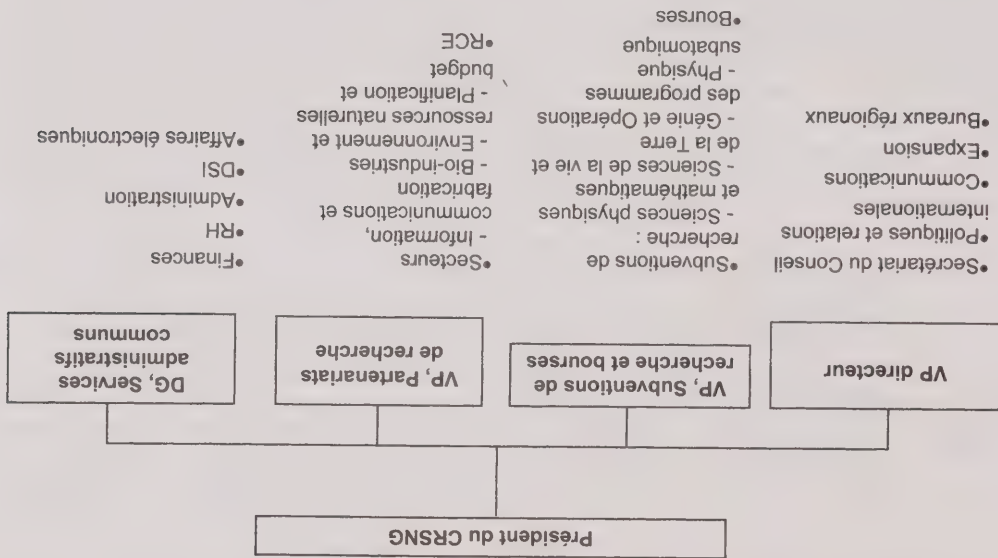 Président du CRSNG
VP directeur
VP, Subventions de
recherche et bourses
VP, Partenariats
de recherche
DG, Services
administratifs
communs
•Secrétariat du Conseil
•Politiques et relations
internationales
•Communications
•Expansion
•Bureaux régionaux
•Subventions de
recherche :
- Sciences physiques
et mathématiques
- Sciences de la vie et
de la Terre
- Génie et Opérations
des programmes
- Physique
subatomique
•Bourses
•Secteurs
- Information,
communications et
fabrication
- Bio-industries
- Environnement et
ressources naturelles
- Planification et
budget
•RCE
•Finances
•RH
•Administration
•DSI
•Affaires électroniques